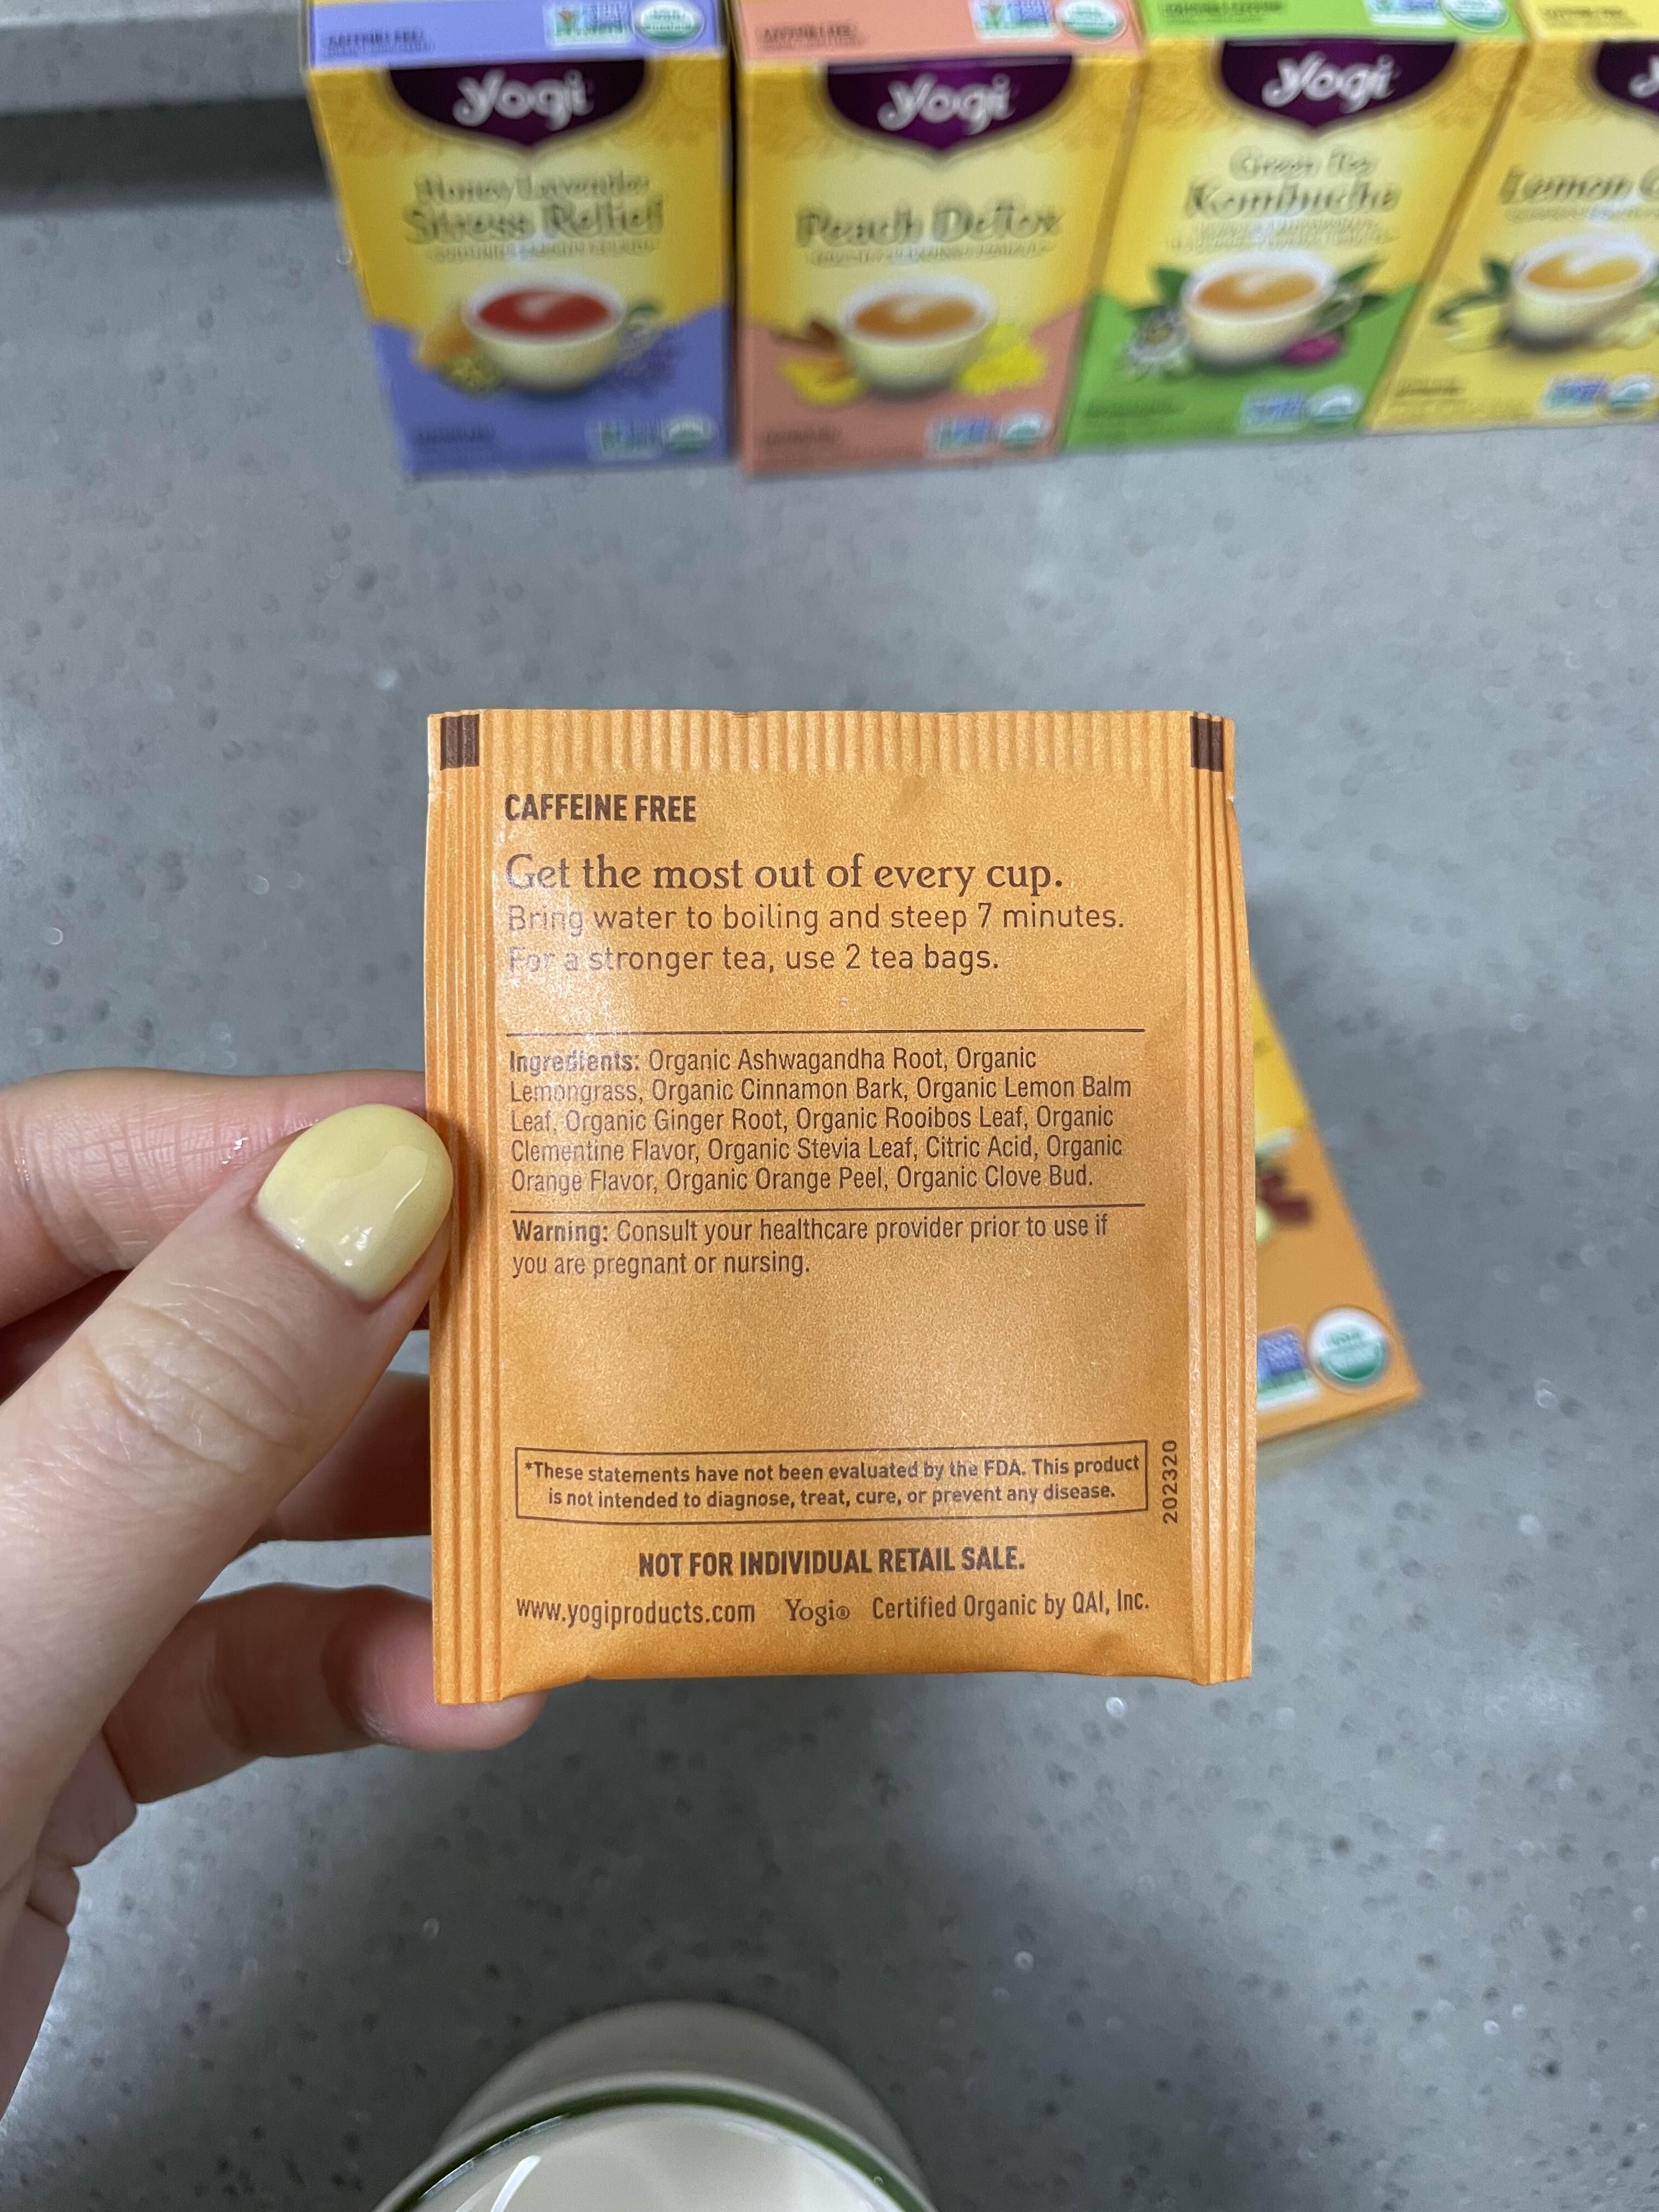 yogi
Honey Lavender
Stress Relief
yogi
Peach DeTox
yogi
Green Tea
Kombucha
Lemon
CAFFEINE FREE
Get the most out of every cup.
Bring water to boiling and steep 7 minutes.
For a stronger tea, use 2 tea bags.
Ingredients: Organic Ashwagandha Root, Organic
Lemongrass, Organic Cinnamon Bark, Organic Lemon Balm
Leaf, Organic Ginger Root, Organic Rooibos Leaf, Organic
Clementine Flavor, Organic Stevia Leaf, Citric Acid, Organic
Orange Flavor, Organic Orange Peel, Organic Clove Bud.
Warning: Consult your healthcare provider prior to use if
you are pregnant or nursing.
*These statements have not been evaluated by the FDA. This product
is not intended to diagnose, treat, cure, or prevent any disease.
202320
NOT FOR INDIVIDUAL RETAIL SALE.
www.yogiproducts.com Yogi® Certified Organic by QAI, Inc.